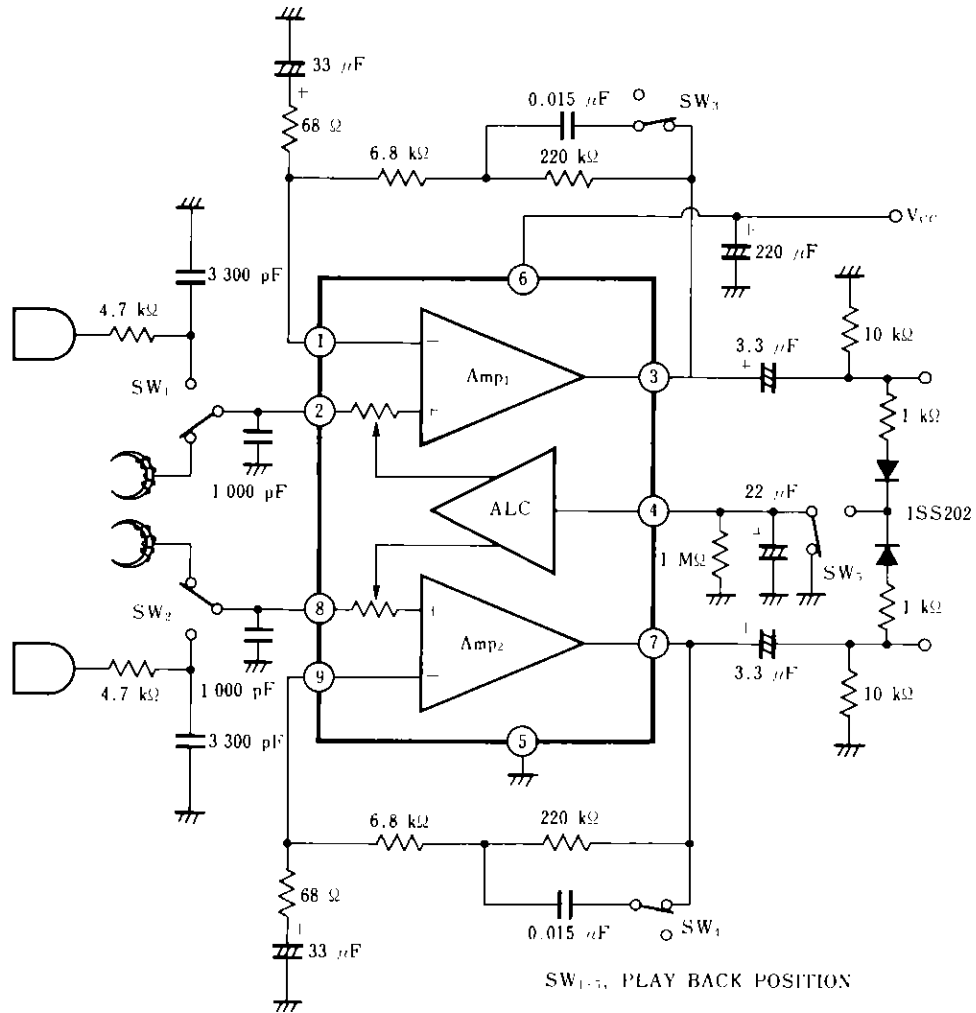 33 μF
+
68 Ω
0.015 μF
SW₃
6.8 kΩ
220 kΩ
Vcc
+
220 μF
3 300 pF
4.7 kΩ
6
10 kΩ
SW₁
1
−
Amp₁
3
3.3 μF
+
2
+
1 kΩ
1 000 pF
ALC
4
22 μF
+
1SS202
1 MΩ
SW₅
8
+
Amp₂
7
+
1 kΩ
SW₂
3.3 μF
4.7 kΩ
1 000 pF
9
−
10 kΩ
3 300 pF
5
6.8 kΩ
220 kΩ
68 Ω
+
33 μF
0.015 μF
SW₄
SW₁₋₅, PLAY BACK POSITION